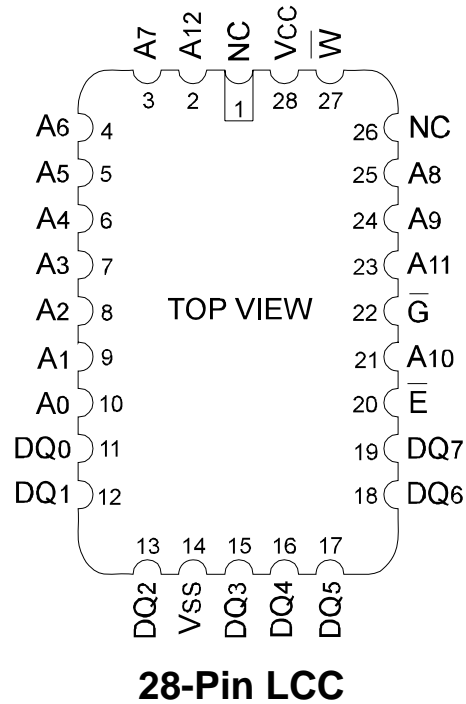 A7 A12 NC VCC W̅
3 2 1 28 27
A6 4 26 NC
A5 5 25 A8
A4 6 24 A9
A3 7 23 A11
A2 8 TOP VIEW 22 G̅
A1 9 21 A10
A0 10 20 E̅
DQ0 11 19 DQ7
DQ1 12 18 DQ6
13 14 15 16 17
DQ2 VSS DQ3 DQ4 DQ5
28-Pin LCC